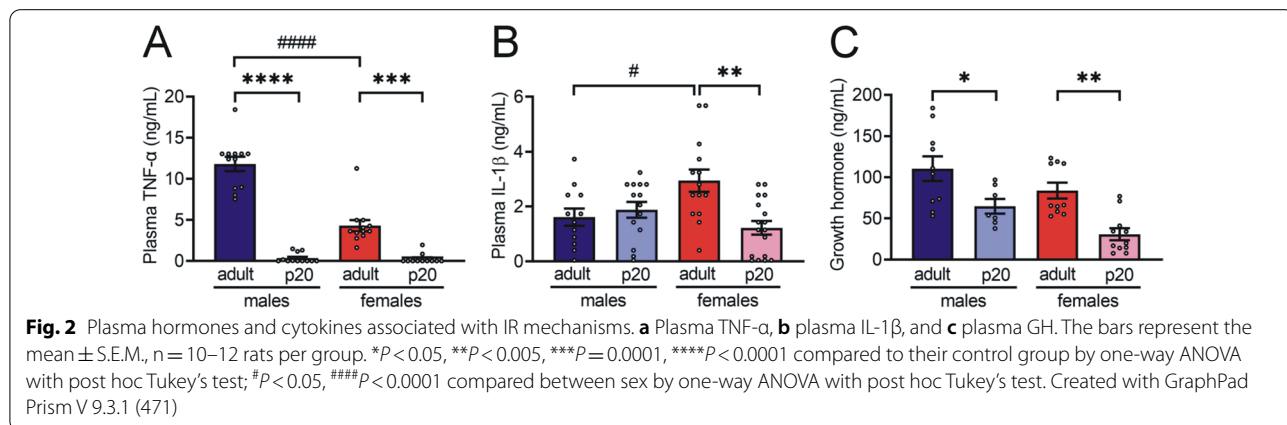 A
B
C
####
****
***
#
**
*
**
Plasma TNF-α (ng/mL)
20
15
10
5
0
adult p20 adult p20
males females
Plasma IL-1β (ng/mL)
6
4
2
0
adult p20 adult p20
males females
Growth hormone (ng/mL)
200
150
100
50
0
adult p20 adult p20
males females
Fig. 2 Plasma hormones and cytokines associated with IR mechanisms. a Plasma TNF-α, b plasma IL-1β, and c plasma GH. The bars represent the
mean ± S.E.M., n = 10–12 rats per group. *P < 0.05, **P < 0.005, ***P = 0.0001, ****P < 0.0001 compared to their control group by one-way ANOVA
with post hoc Tukey's test; #P < 0.05, ####P < 0.0001 compared between sex by one-way ANOVA with post hoc Tukey's test. Created with GraphPad
Prism V 9.3.1 (471)